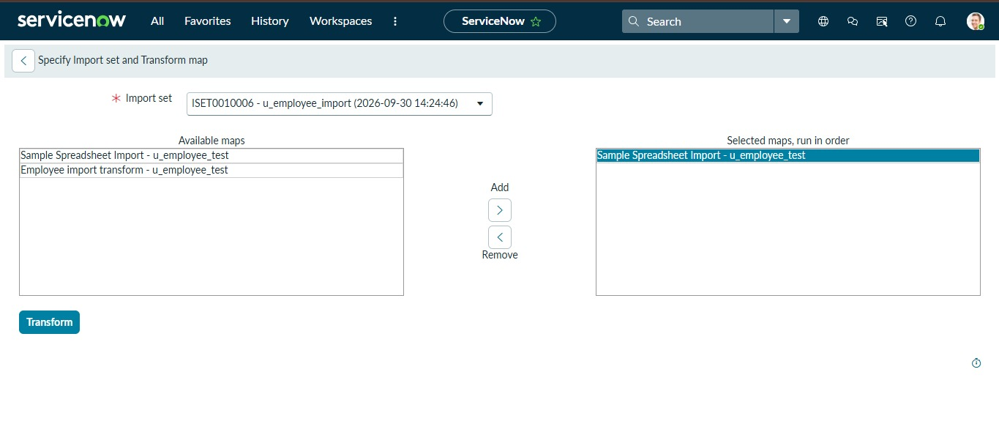 servicenow All Favorites History Workspaces ServiceNow Search
Specify Import set and Transform map
Import set ISET0010006 - u_employee_import (2026-09-30 14:24:46)
Available maps Selected maps, run in order
Sample Spreadsheet Import - u_employee_test Sample Spreadsheet Import - u_employee_test
Employee import transform - u_employee_test
Add
Remove
Transform